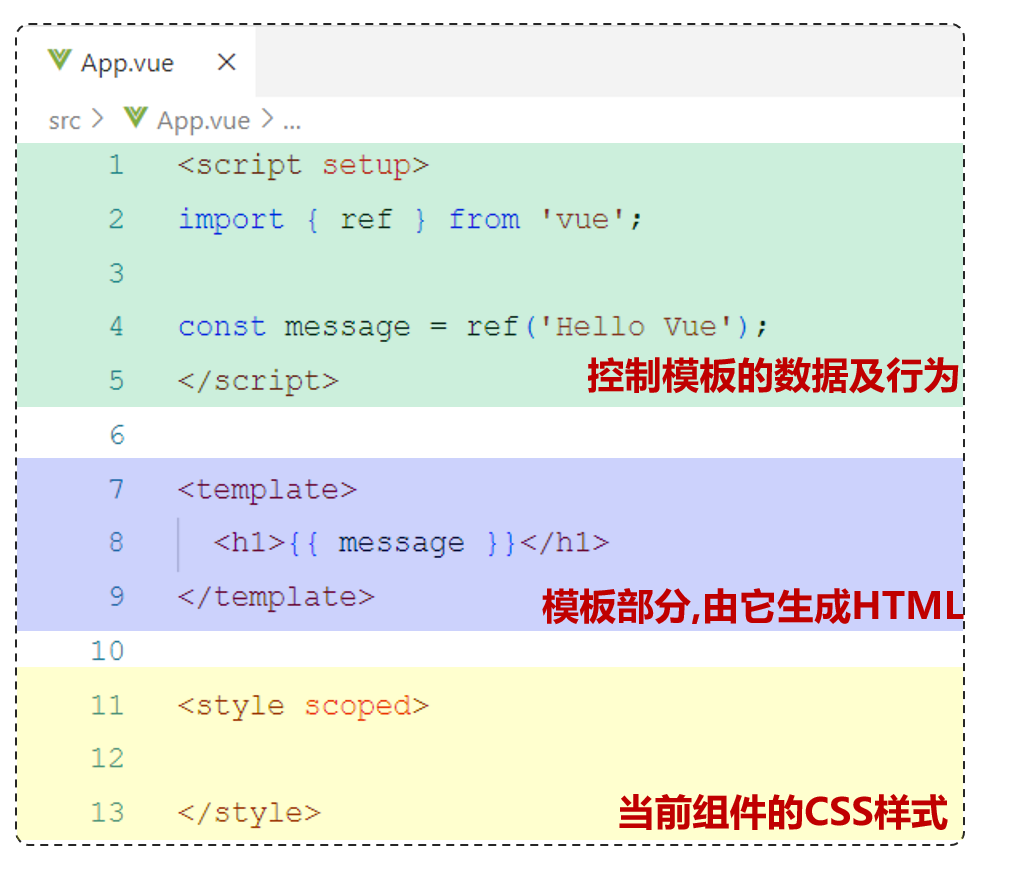 App.vue ×
src > App.vue > ...
1 <script setup>
2 import { ref } from 'vue';
3
4 const message = ref('Hello Vue');
控制模板的数据及行为
5 </script>
6
7 <template>
8 <h1>{{ message }}</h1>
9 </template>
模板部分,由它生成HTML
10
11 <style scoped>
12
13 </style>
当前组件的CSS样式